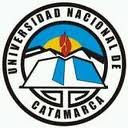 UNIVERSIDAD NACIONAL DE
CATAMARCA